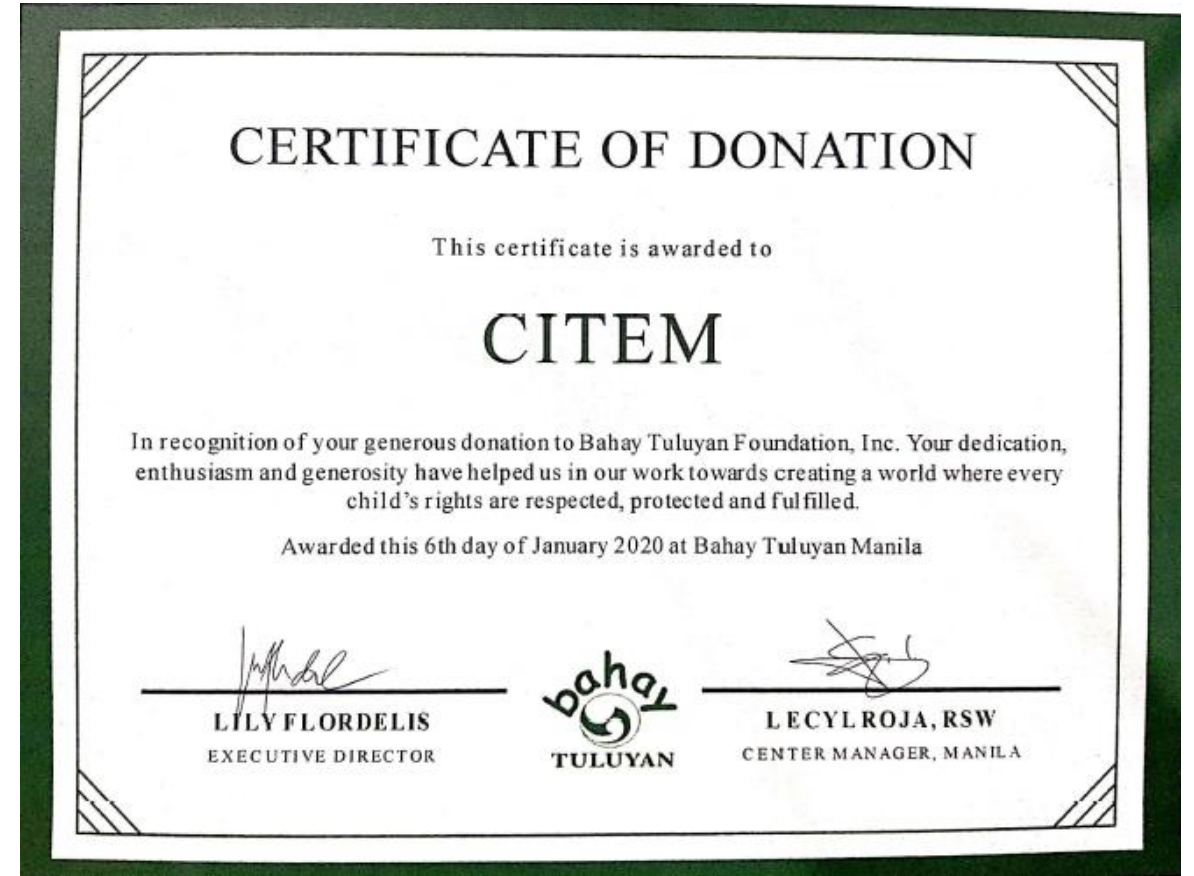 CERTIFICATE OF DONATION
This certificate is awarded to
CITEM
In recognition of your generous donation to Bahay Tuluyan Foundation, Inc. Your dedication,
enthusiasm and generosity have helped us in our work towards creating a world where every
child's rights are respected, protected and fulfilled.
Awarded this 6th day of January 2020 at Bahay Tuluyan Manila
LILY FLORDELIS
EXECUTIVE DIRECTOR
bahay
TULUYAN
LECYL ROJA, RSW
CENTER MANAGER, MANILA